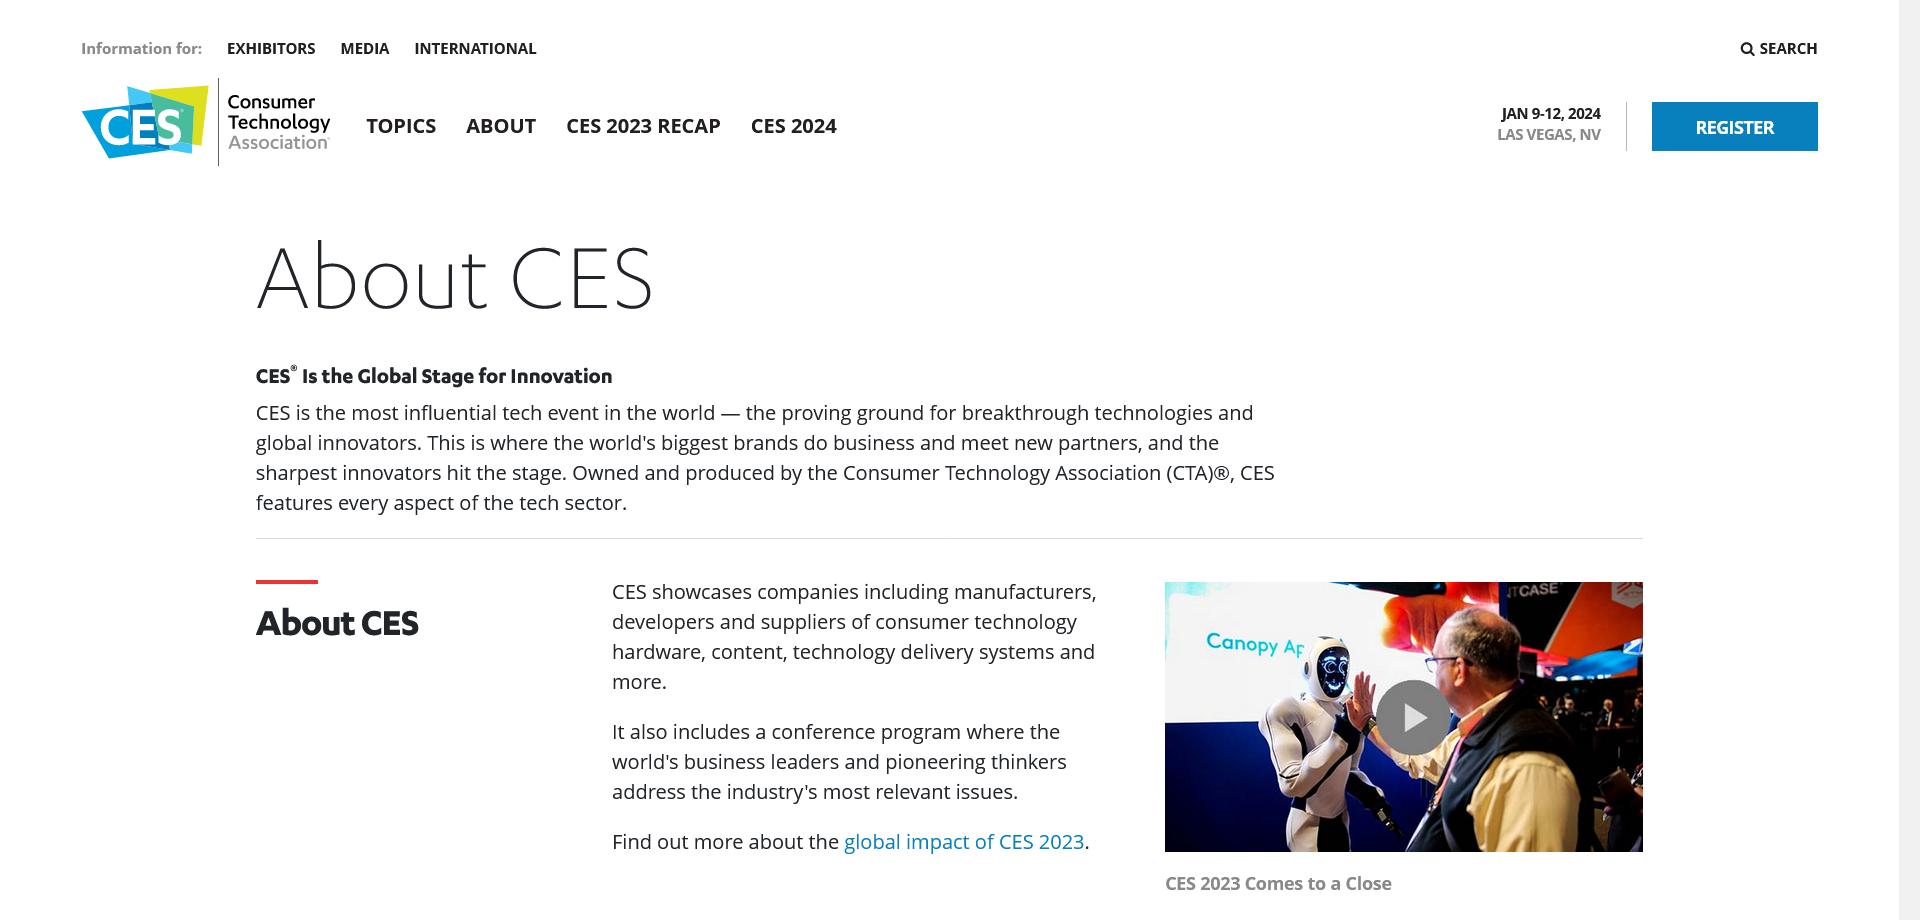 Information for: EXHIBITORS MEDIA INTERNATIONAL
SEARCH
CES
Consumer
Technology
Association
TOPICS ABOUT CES 2023 RECAP CES 2024
JAN 9-12, 2024
LAS VEGAS, NV
REGISTER
About CES
CES® Is the Global Stage for Innovation
CES is the most influential tech event in the world — the proving ground for breakthrough technologies and
global innovators. This is where the world's biggest brands do business and meet new partners, and the
sharpest innovators hit the stage. Owned and produced by the Consumer Technology Association (CTA)®, CES
features every aspect of the tech sector.
About CES
CES showcases companies including manufacturers,
developers and suppliers of consumer technology
hardware, content, technology delivery systems and
more.
It also includes a conference program where the
world's business leaders and pioneering thinkers
address the industry's most relevant issues.
Find out more about the global impact of CES 2023.
Canopy Ap
TCASE
CES 2023 Comes to a Close